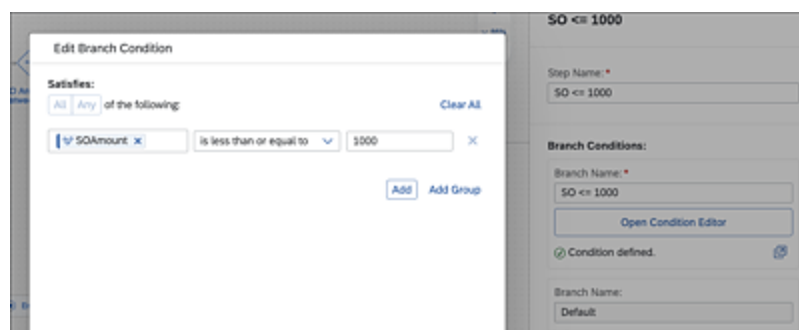 Edit Branch Condition
Satisfies:
All Any of the following:
Clear All
SOAmount × is less than or equal to 1000
Add Add Group
SO <= 1000
Step Name: *
SO <= 1000
Branch Conditions:
Branch Name: *
SO <= 1000
Open Condition Editor
Condition defined.
Branch Name:
Default